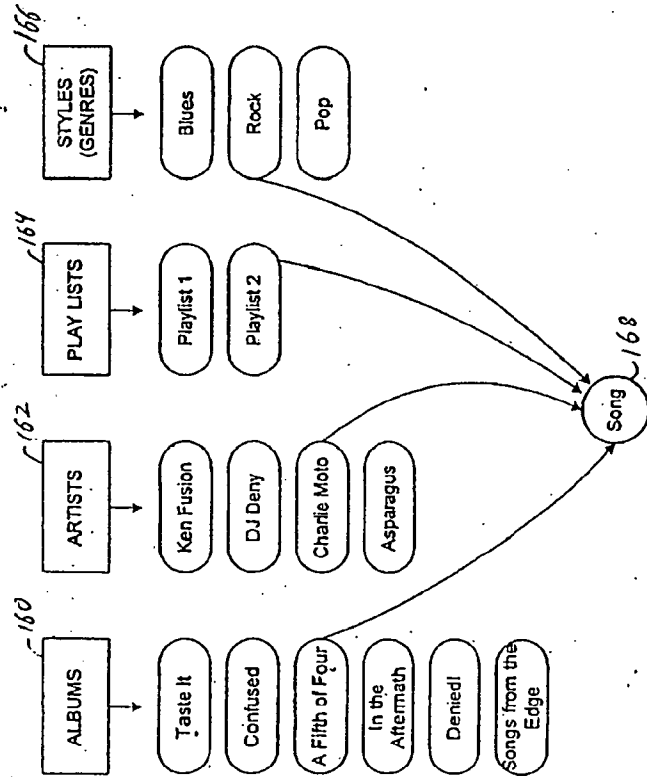 160
ALBUMS
Taste It
Confused
A Fifth of Four
In the
Aftermath
Denied!
Songs from the
Edge
162
ARTISTS
Ken Fusion
DJ Deny
Charlie Moto
Asparagus
164
PLAY LISTS
Playlist 1
Playlist 2
166
STYLES
(GENRES)
Blues
Rock
Pop
Song
168